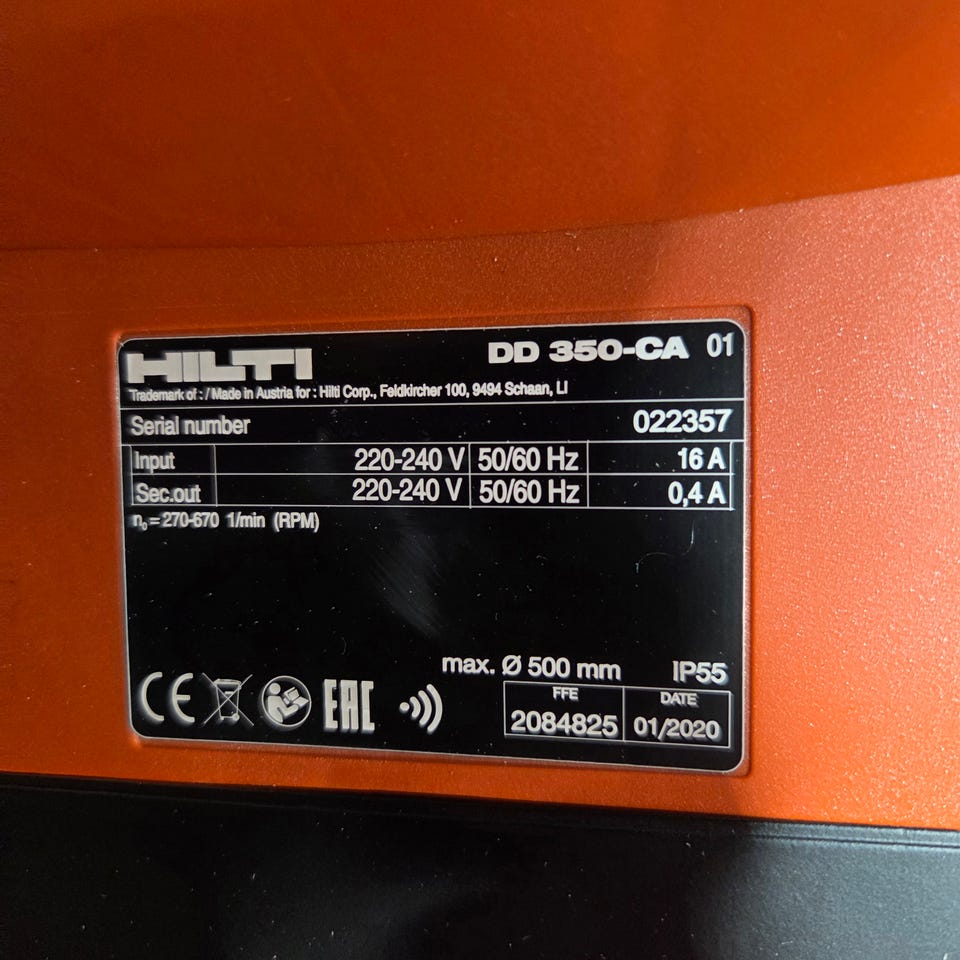 HILTI DD 350-CA 01
Trademark of : / Made in Austria for : Hilti Corp., Feldkircher 100, 9494 Schaan, LI
Serial number 022357
Input 220-240 V 50/60 Hz 16 A
Sec.out 220-240 V 50/60 Hz 0,4 A
n₀ = 270-670 1/min (RPM)
max. Ø 500 mm IP55
CE EAC FFE DATE
2084825 01/2020